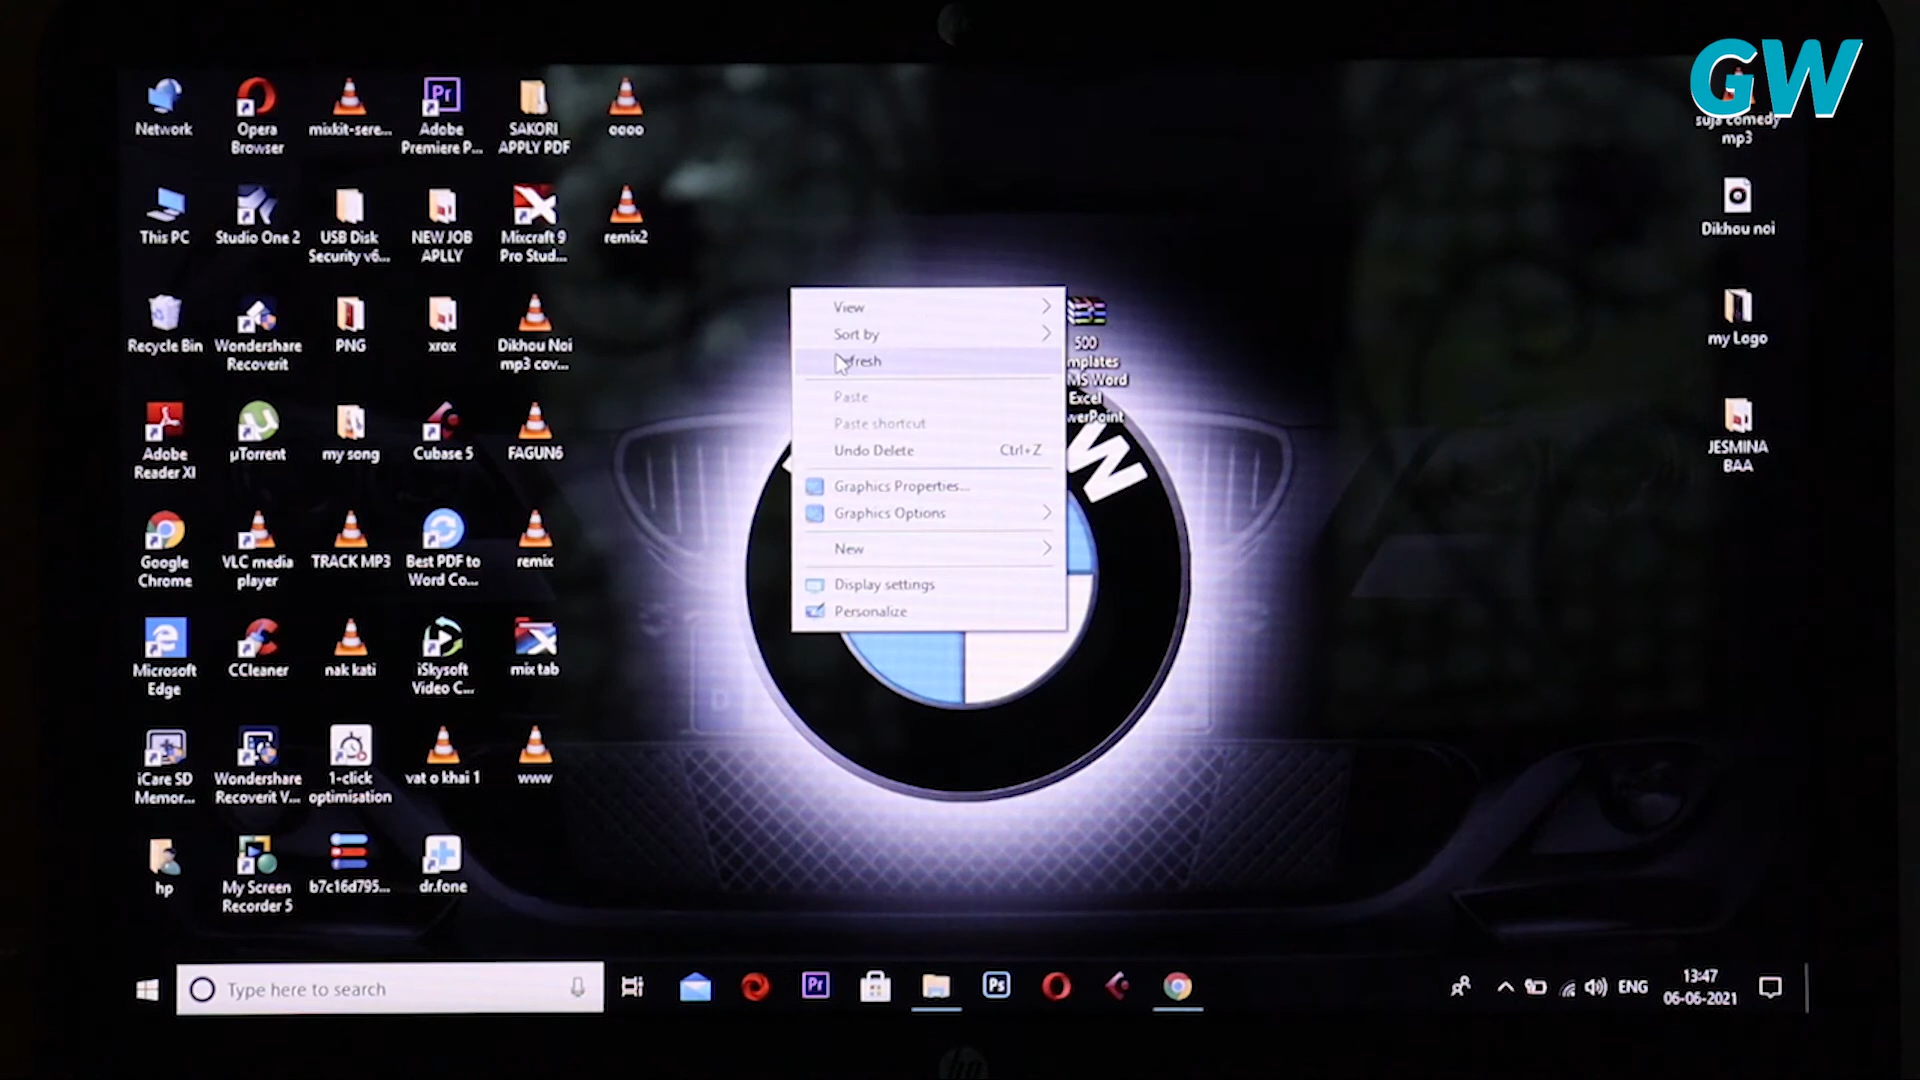 GW
Network
Opera
Browser
mixkit-sere...
Adobe
Premiere P...
SAKORI
APPLY PDF
oooo
suja comedy
mp3
This PC
Studio One 2
USB Disk
Security v6...
NEW JOB
APLLY
Mixcraft 9
Pro Stud...
remix2
Dikhou noi
Recycle Bin
Wondershare
Recoverit
PNG
xrox
Dikhou Noi
mp3 cov...
View
Sort by
Paste
Paste shortcut
Undo Delete
Ctrl+Z
Graphics Properties...
Graphics Options
New
Display settings
Personalize
500
MS Word
Excel
W
my Logo
Adobe
Reader XI
µTorrent
my song
Cubase 5
FAGUN6
JESMINA
BAA
Google
Chrome
VLC media
player
TRACK MP3
Best PDF to
Word Co...
remix
Microsoft
Edge
CCleaner
nak kati
iSkysoft
Video C...
mix tab
iCare SD
Memor...
Wondershare
Recoverit V...
1-click
optimisation
vat o khai 1
www
hp
My Screen
Recorder 5
b7c16d795...
dr.fone
Type here to search
Pr
Ps
ENG
13:47
06-06-2021
hp